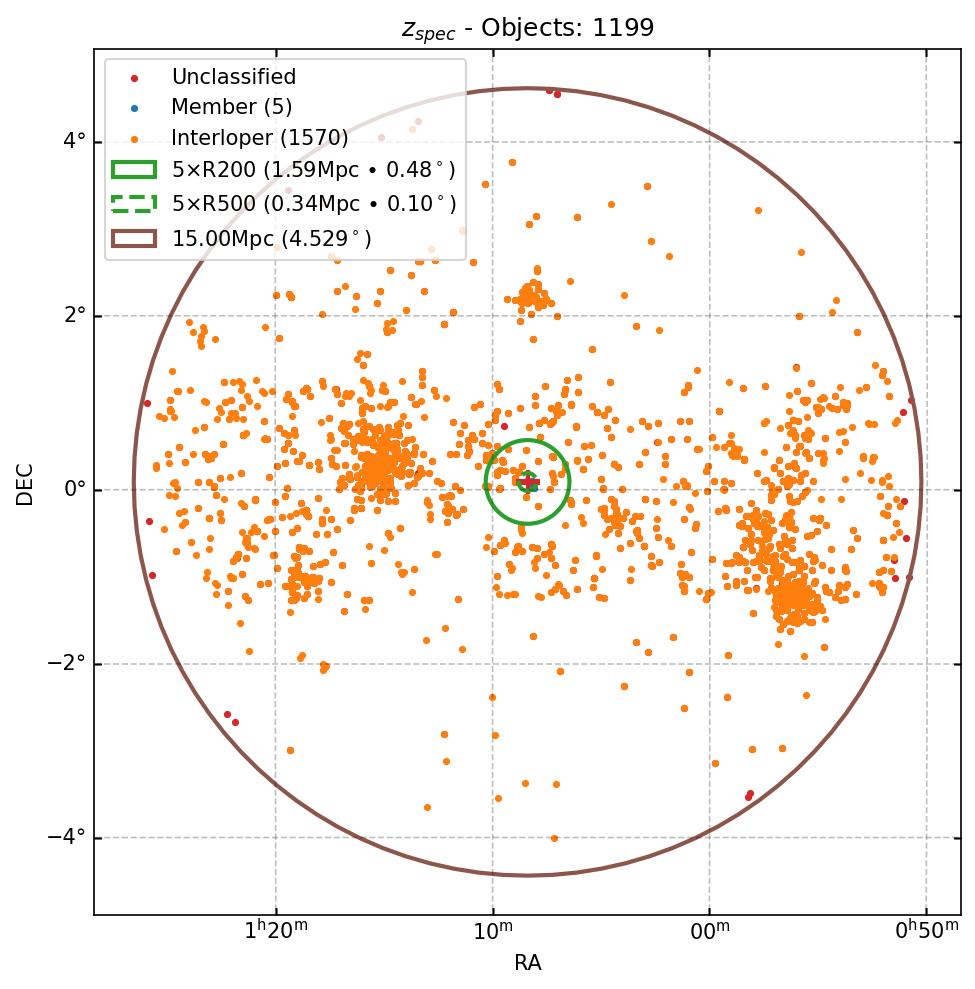 z_spec - Objects: 1199
Unclassified
Member (5)
Interloper (1570)
5×R200 (1.59Mpc • 0.48°)
5×R500 (0.34Mpc • 0.10°)
15.00Mpc (4.529°)
4°
2°
0°
−2°
−4°
DEC
1ʰ20ᵐ 10ᵐ 00ᵐ 0ʰ50ᵐ
RA